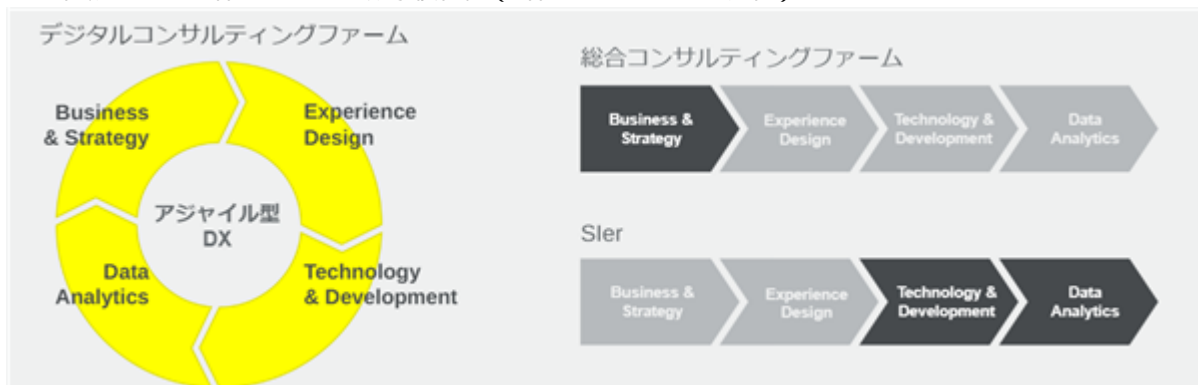 デジタルコンサルティングファーム
Business
& Strategy
Experience
Design
アジャイル型
DX
Data
Analytics
Technology
& Development
総合コンサルティングファーム
Business &
Strategy
Experience
Design
Technology &
Development
Data
Analytics
SIer
Business &
Strategy
Experience
Design
Technology &
Development
Data
Analytics